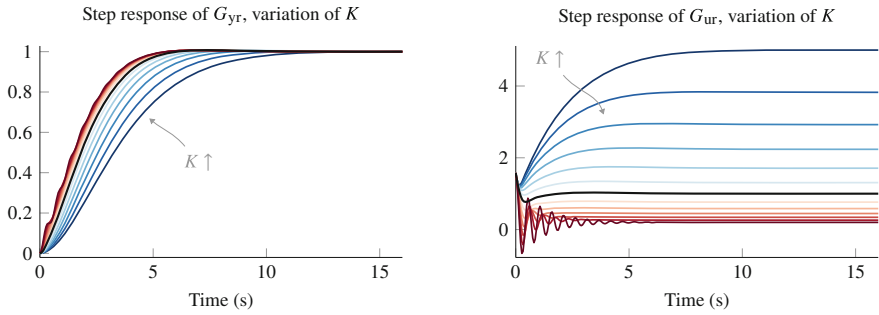 Step response of G_yr, variation of K
1
0.8
0.6
0.4
0.2
0
K ↑
0 5 10 15
Time (s)
Step response of G_ur, variation of K
4
2
0
K ↑
0 5 10 15
Time (s)